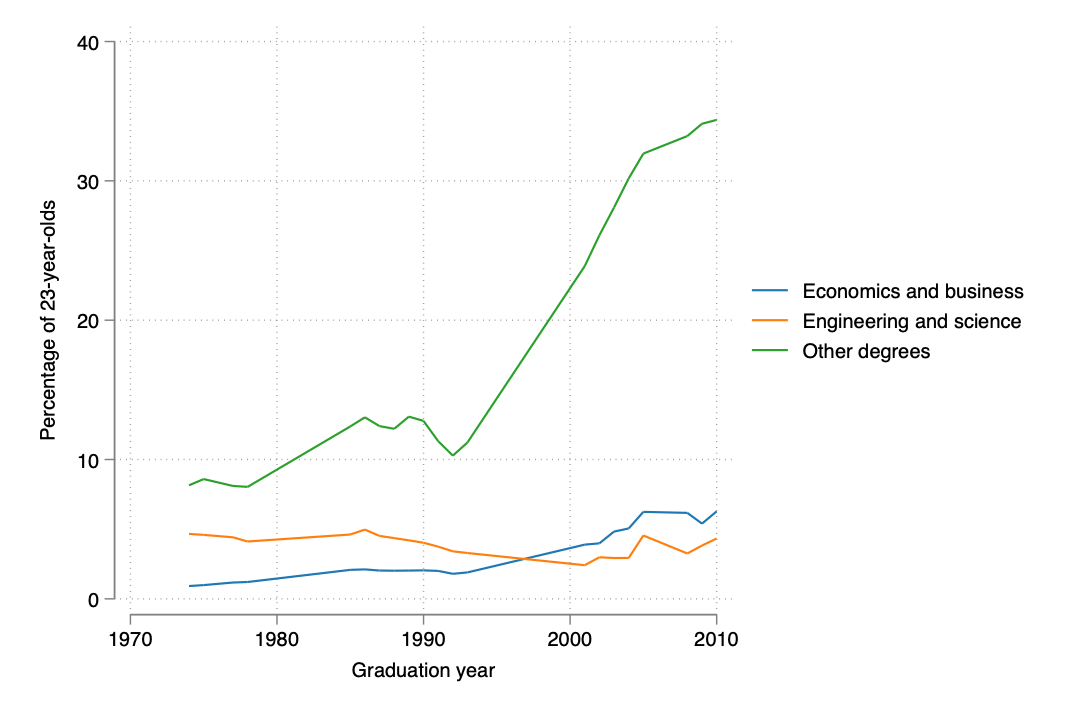 40
30
20
10
0
Percentage of 23-year-olds
1970 1980 1990 2000 2010
Graduation year
Economics and business
Engineering and science
Other degrees